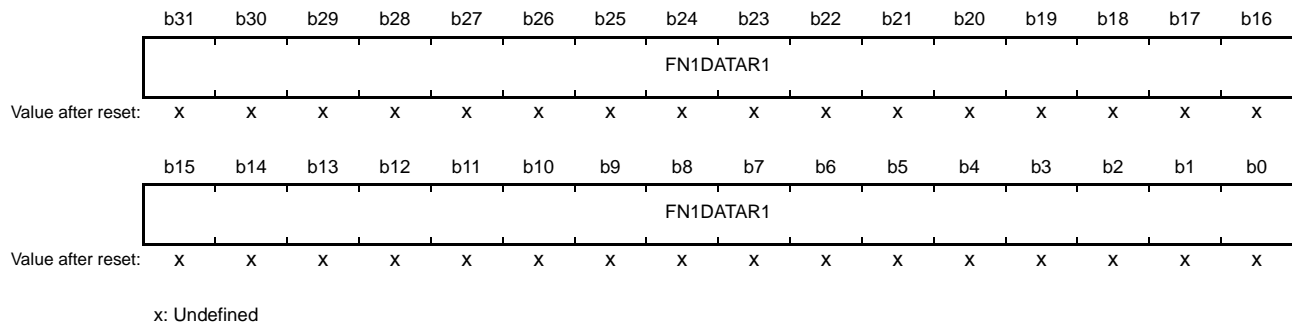 b31 b30 b29 b28 b27 b26 b25 b24 b23 b22 b21 b20 b19 b18 b17 b16
FN1DATAR1
Value after reset: x x x x x x x x x x x x x x x x
b15 b14 b13 b12 b11 b10 b9 b8 b7 b6 b5 b4 b3 b2 b1 b0
FN1DATAR1
Value after reset: x x x x x x x x x x x x x x x x
x: Undefined